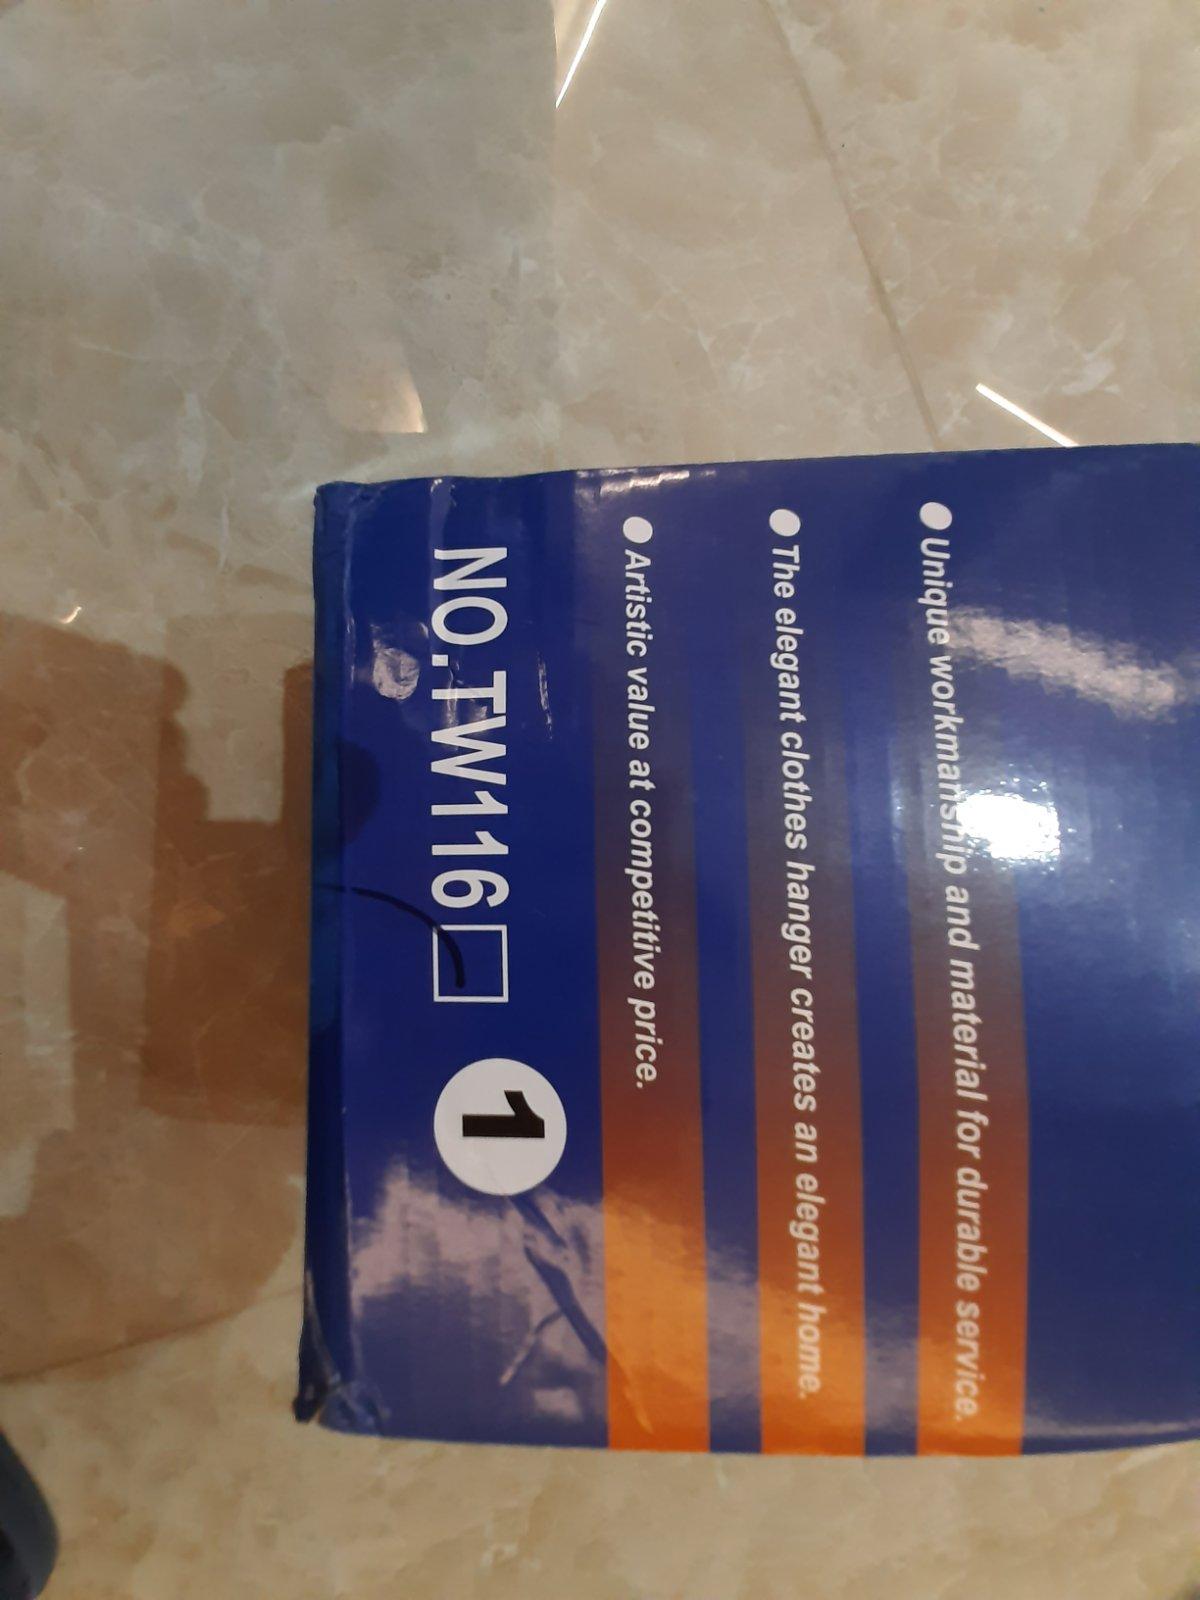 ● Unique workmanship and material for durable service.
● The elegant clothes hanger creates an elegant home.
● Artistic value at competitive price.
NO.TW116□ 1